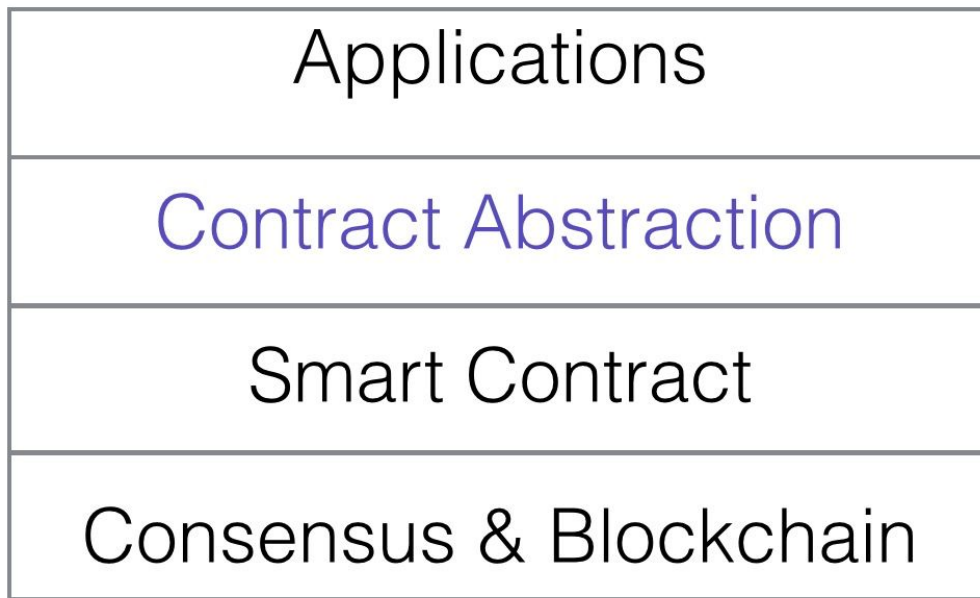 Applications
Contract Abstraction
Smart Contract
Consensus & Blockchain